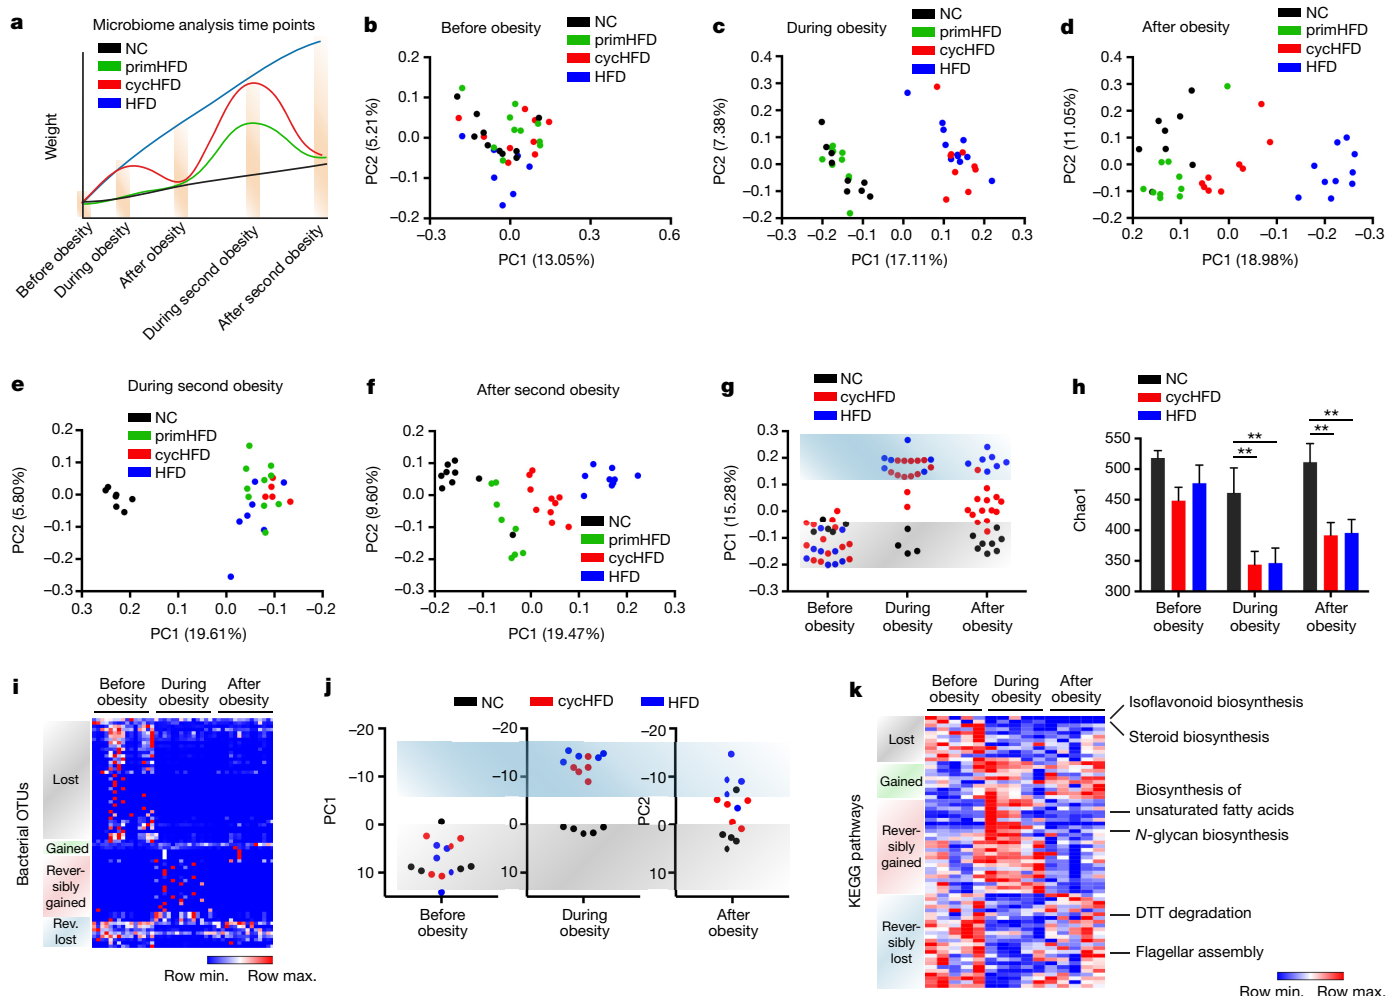 a
Microbiome analysis time points
NC
primHFD
cycHFD
HFD
Weight
Before obesity
During obesity
After obesity
During second obesity
After second obesity
b
Before obesity
NC
primHFD
cycHFD
HFD
PC2 (5.21%)
0.2
0.1
0.0
−0.1
−0.2
−0.3
0.0
0.3
0.6
PC1 (13.05%)
c
During obesity
NC
primHFD
cycHFD
HFD
PC2 (7.38%)
0.4
0.3
0.2
0.1
0.0
−0.1
−0.2
−0.3
−0.2
−0.1
0.0
0.1
0.2
0.3
PC1 (17.11%)
d
After obesity
NC
primHFD
cycHFD
HFD
PC2 (11.05%)
0.4
0.3
0.2
0.1
0.0
−0.1
−0.2
0.2
0.1
0.0
−0.1
−0.2
−0.3
PC1 (18.98%)
e
During second obesity
NC
primHFD
cycHFD
HFD
PC2 (5.80%)
0.2
0.1
0.0
−0.1
−0.2
−0.3
0.3
0.2
0.1
0.0
−0.1
−0.2
PC1 (19.61%)
f
After second obesity
NC
primHFD
cycHFD
HFD
PC2 (9.60%)
0.2
0.1
0.0
−0.1
−0.2
−0.3
−0.2
−0.1
0.0
0.1
0.2
0.3
PC1 (19.47%)
g
NC
cycHFD
HFD
PC1 (15.28%)
0.3
0.2
0.1
0.0
−0.1
−0.2
−0.3
Before
obesity
During
obesity
After
obesity
h
NC
cycHFD
HFD
Chao1
550
500
450
400
350
300
**
**
**
**
Before
obesity
During
obesity
After
obesity
i
Before
obesity
During
obesity
After
obesity
Bacterial OTUs
Lost
Gained
Rever-
sibly
gained
Rev.
lost
Row min.
Row max.
j
NC
cycHFD
HFD
PC1
−20
−10
0
10
Before
obesity
−20
−10
0
10
During
obesity
PC2
−20
−10
0
10
After
obesity
k
Before
obesity
During
obesity
After
obesity
KEGG pathways
Lost
Gained
Rever-
sibly
gained
Rever-
sibly
lost
Isoflavonoid biosynthesis
Steroid biosynthesis
Biosynthesis of
unsaturated fatty acids
N-glycan biosynthesis
DTT degradation
Flagellar assembly
Row min.
Row max.